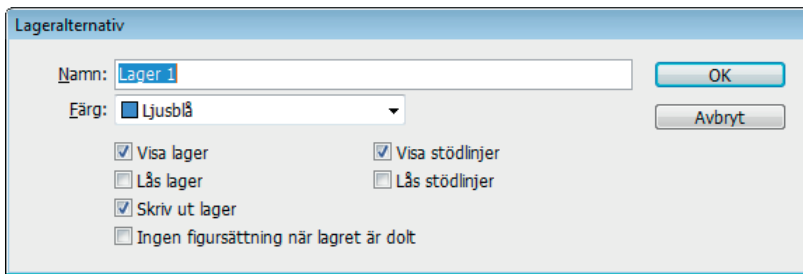 Lageralternativ
Namn: Lager 1
OK
Färg: Ljusblå
Avbryt
Visa lager
Visa stödlinjer
Lås lager
Lås stödlinjer
Skriv ut lager
Ingen figursättning när lagret är dolt